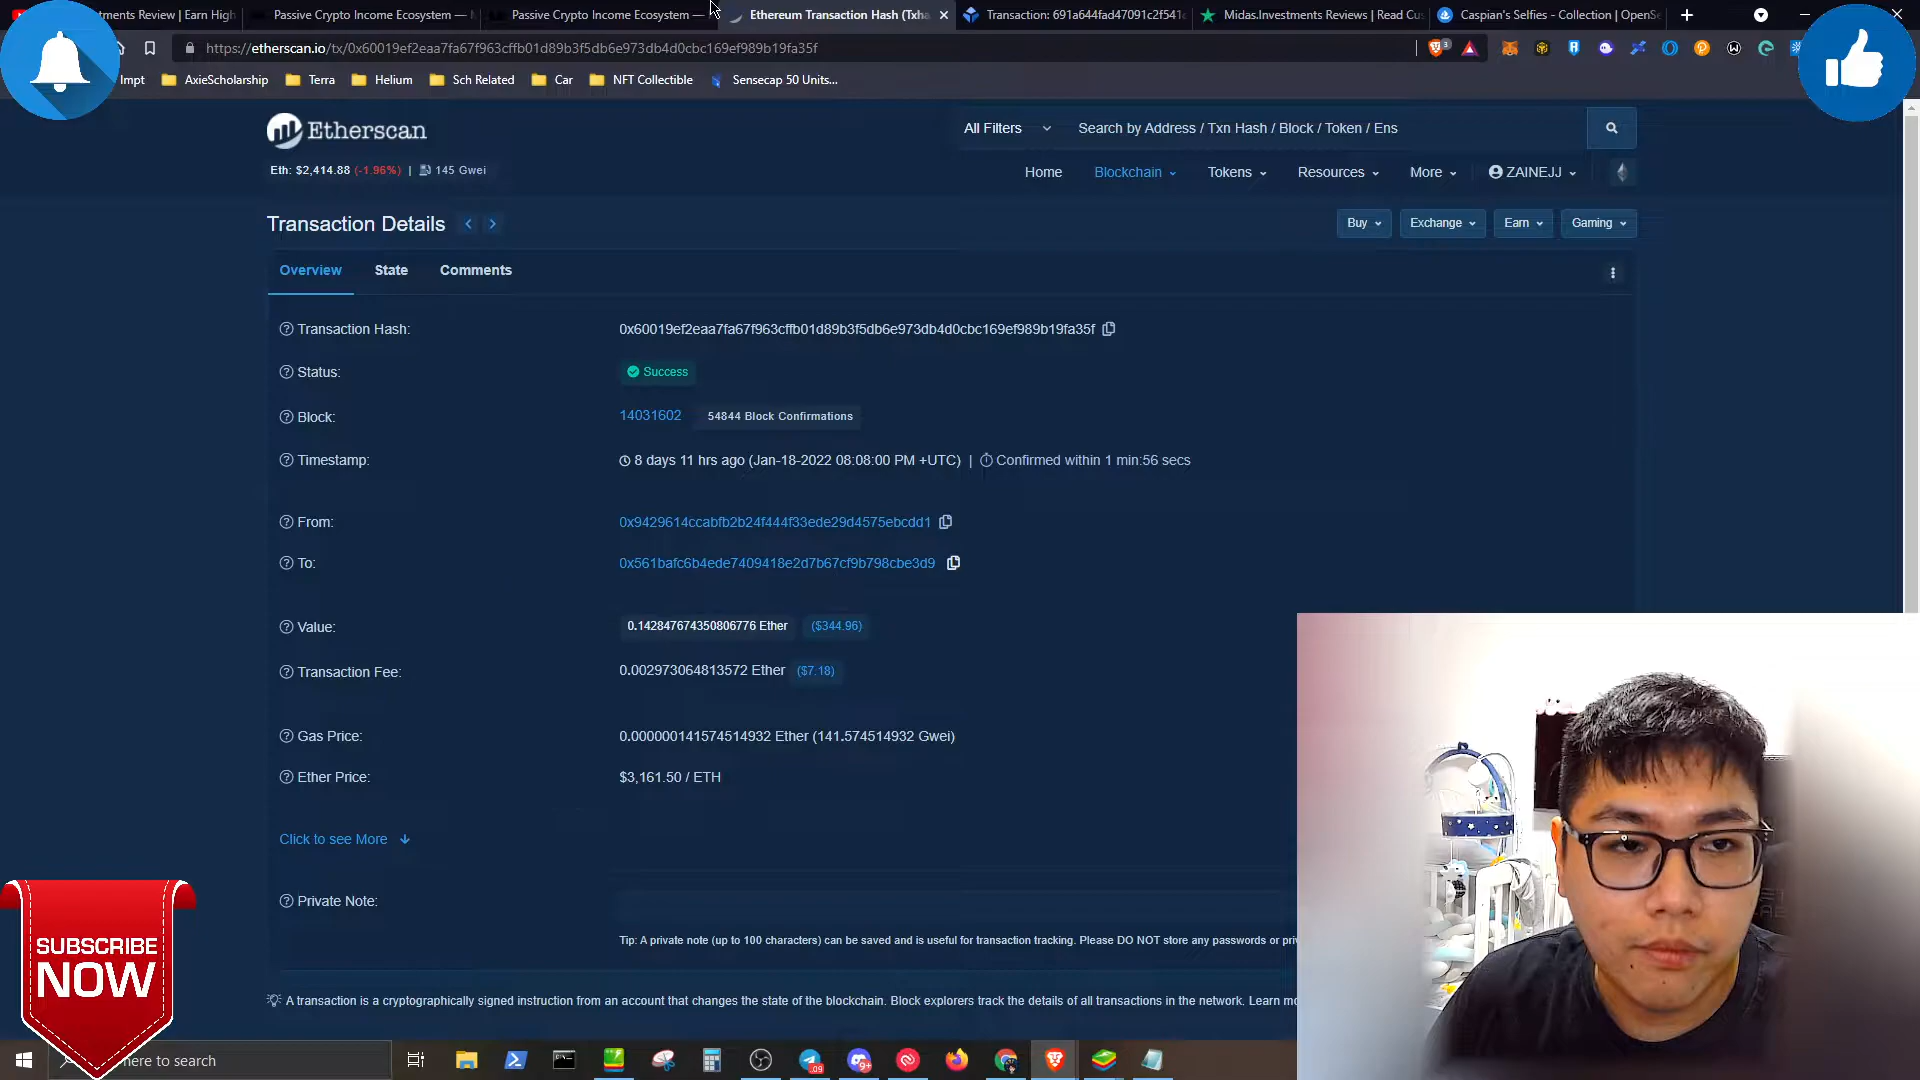 tments Review | Earn High
Passive Crypto Income Ecosystem —
Passive Crypto Income Ecosystem —
Ethereum Transaction Hash (Txha
Transaction: 691a644fad47091c2f541
Midas.Investments Reviews | Read Cu
Caspian's Selfies - Collection | OpenSe
https://etherscan.io/tx/0x60019ef2eaa7fa67f963cffb01d89b3f5db6e973db4d0cbc169ef989b19fa35f
Impt
AxieScholarship
Terra
Helium
Sch Related
Car
NFT Collectible
Sensecap 50 Units...
Etherscan
All Filters
Search by Address / Txn Hash / Block / Token / Ens
Eth: $2,414.88 (-1.96%) | 145 Gwei
Home
Blockchain
Tokens
Resources
More
ZAINEJJ
Transaction Details
Buy
Exchange
Earn
Gaming
Overview
State
Comments
Transaction Hash:
0x60019ef2eaa7fa67f963cffb01d89b3f5db6e973db4d0cbc169ef989b19fa35f
Status:
Success
Block:
14031602
54844 Block Confirmations
Timestamp:
8 days 11 hrs ago (Jan-18-2022 08:08:00 PM +UTC) | Confirmed within 1 min:56 secs
From:
0x9429614ccabfb2b24f444f33ede29d4575ebcdd1
To:
0x561bafc6b4ede7409418e2d7b67cf9b798cbe3d9
Value:
0.142847674350806776 Ether
($344.96)
Transaction Fee:
0.002973064813572 Ether
($7.18)
Gas Price:
0.000000141574514932 Ether (141.574514932 Gwei)
Ether Price:
$3,161.50 / ETH
Click to see More
Private Note:
Tip: A private note (up to 100 characters) can be saved and is useful for transaction tracking. Please DO NOT store any passwords or priv
A transaction is a cryptographically signed instruction from an account that changes the state of the blockchain. Block explorers track the details of all transactions in the network. Learn mo
SUBSCRIBE
NOW
here to search